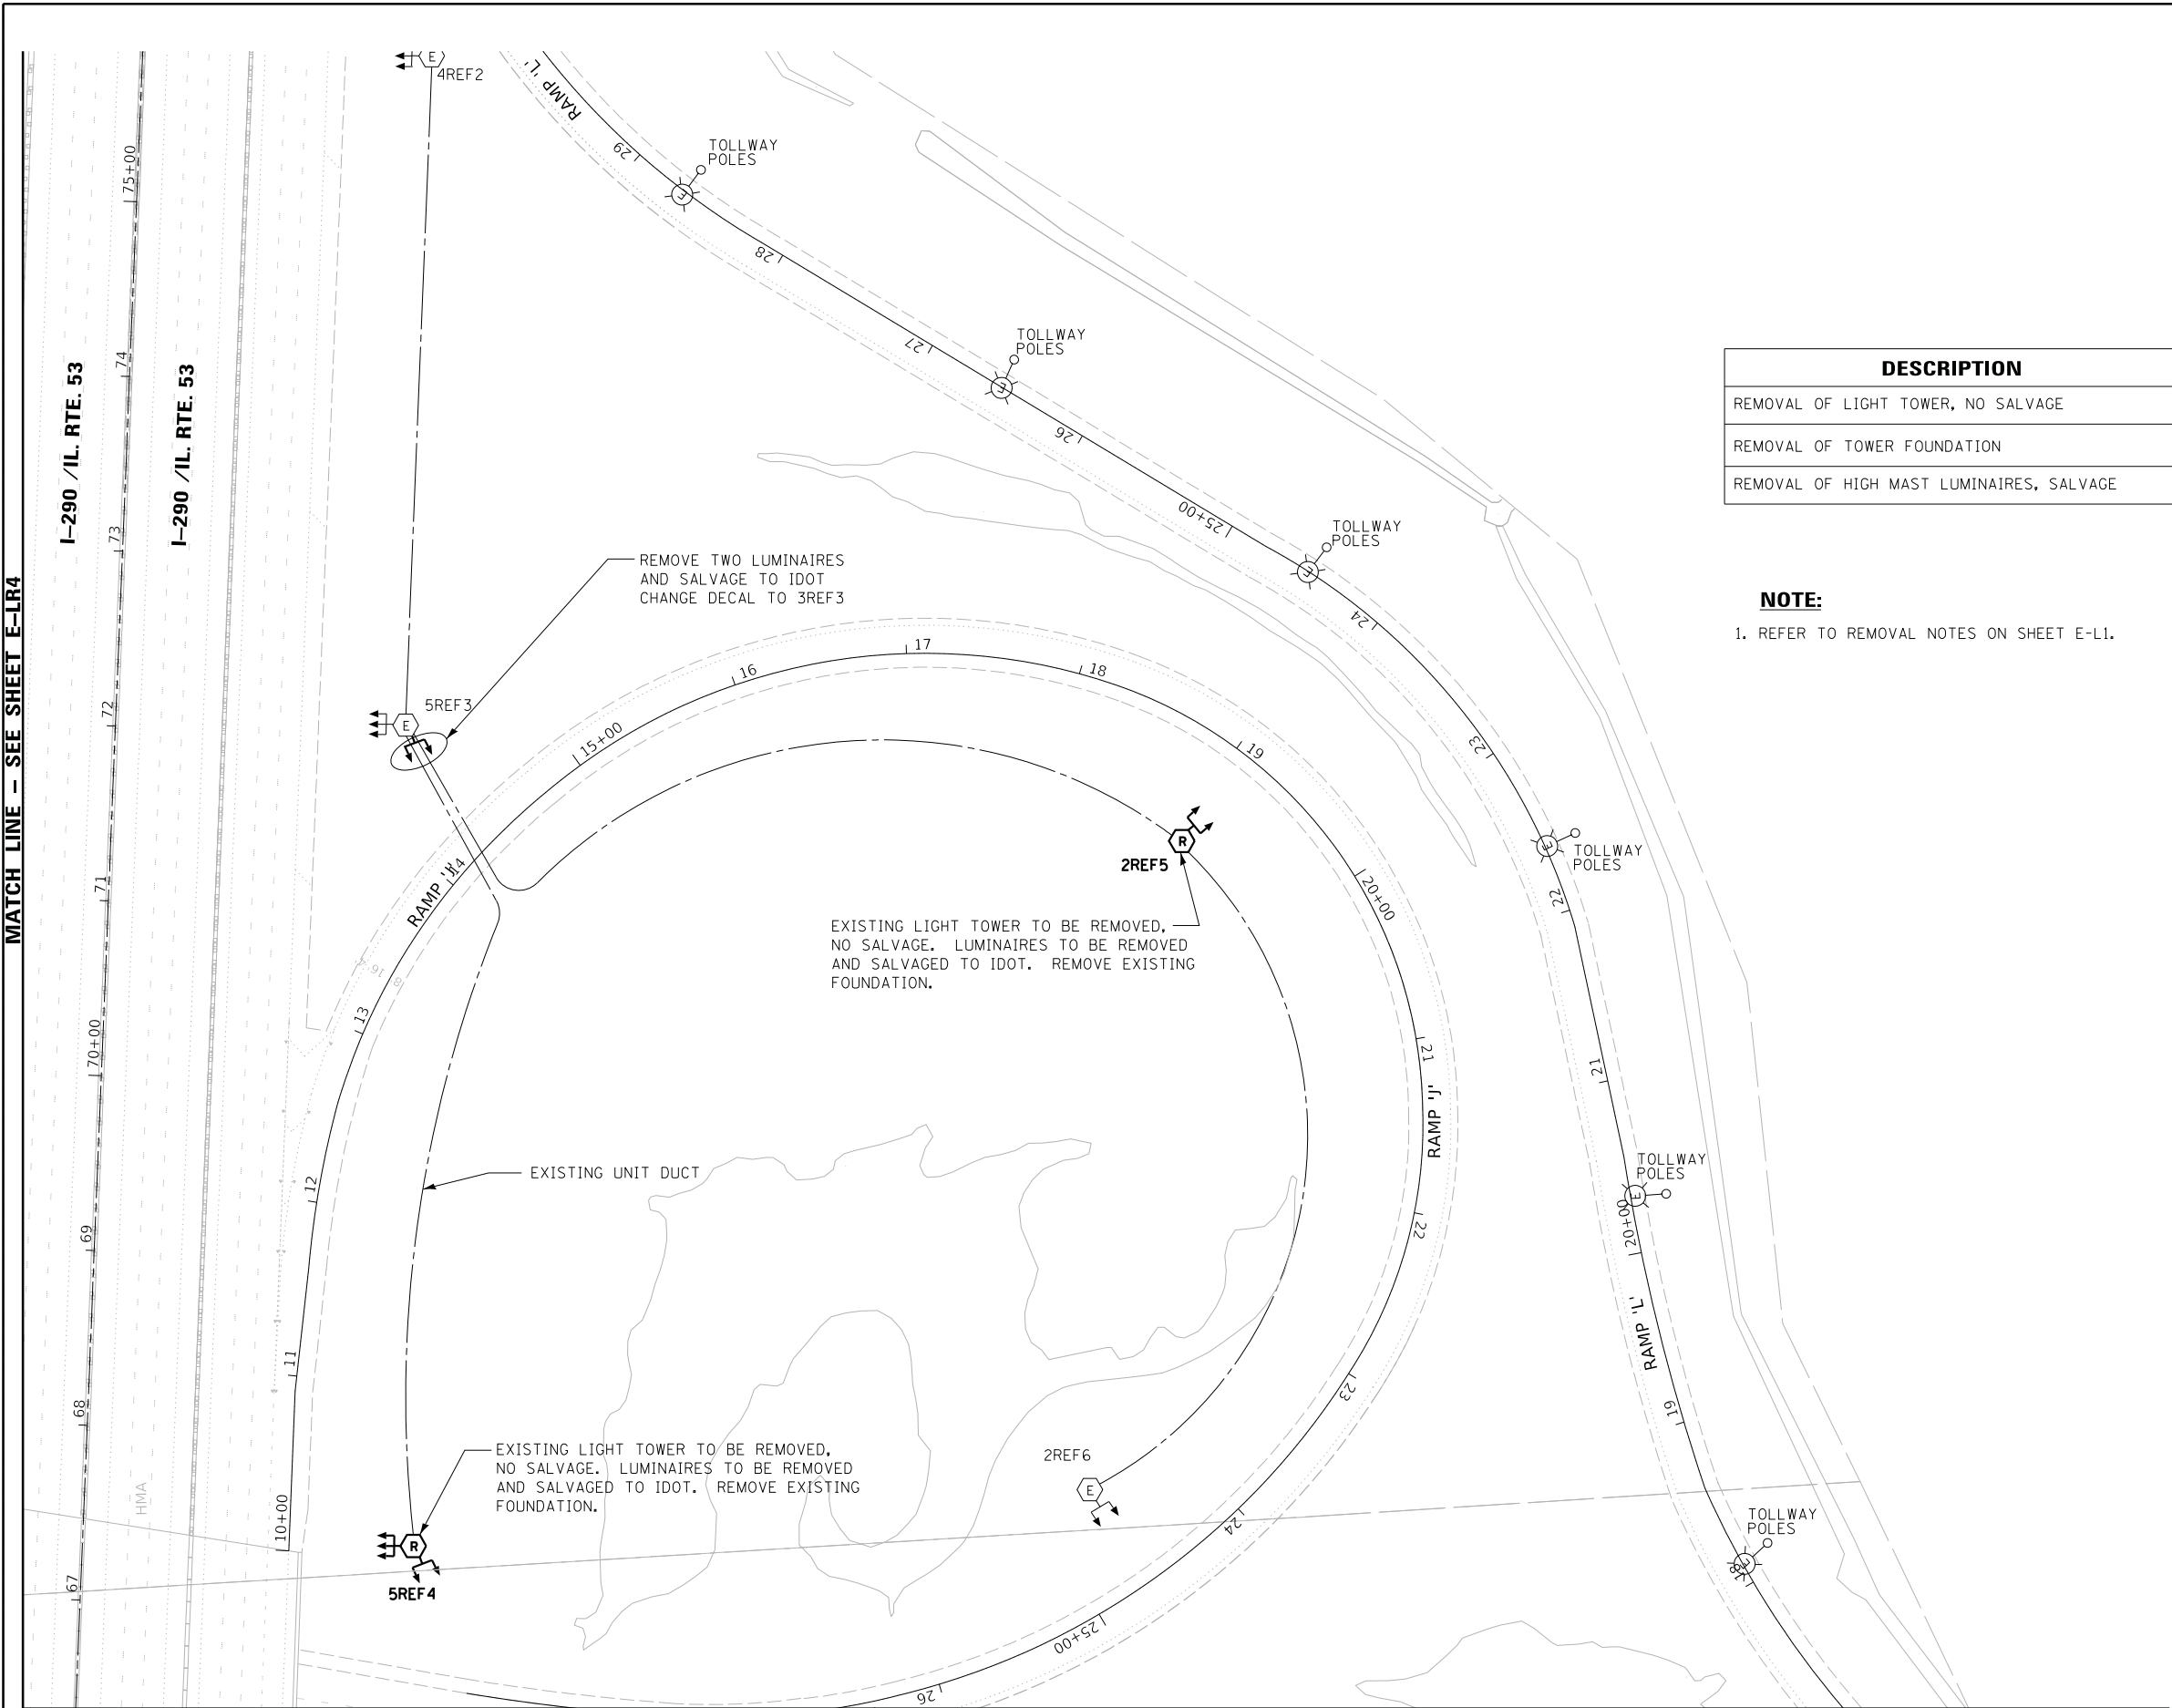 4REF2
RAMP 'L'
29
TOLLWAY
POLES
75+00
28
TOLLWAY
POLES
27
74
I-290 /IL. RTE. 53
I-290 /IL. RTE. 53
DESCRIPTION
REMOVAL OF LIGHT TOWER, NO SALVAGE
REMOVAL OF TOWER FOUNDATION
REMOVAL OF HIGH MAST LUMINAIRES, SALVAGE
26
25+00
TOLLWAY
POLES
73
REMOVE TWO LUMINAIRES
AND SALVAGE TO IDOT
CHANGE DECAL TO 3REF3
NOTE:
1. REFER TO REMOVAL NOTES ON SHEET E-L1.
24
MATCH LINE - SEE SHEET E-LR4
17
16
18
5REF3
72
15+00
19
23
E
R
2REF5
TOLLWAY
POLES
14
RAMP 'J'
71
20+00
22
EXISTING LIGHT TOWER TO BE REMOVED,
NO SALVAGE. LUMINAIRES TO BE REMOVED
AND SALVAGED TO IDOT. REMOVE EXISTING
FOUNDATION.
13
70+00
21
21
RAMP 'J'
EXISTING UNIT DUCT
TOLLWAY
POLES
E
12
69
22
20+00
RAMP 'L'
11
23
19
68
EXISTING LIGHT TOWER TO BE REMOVED,
NO SALVAGE. LUMINAIRES TO BE REMOVED
AND SALVAGED TO IDOT. REMOVE EXISTING
FOUNDATION.
2REF6
E
HMA
10+00
24
TOLLWAY
POLES
R
5REF4
18
67
25+00
26